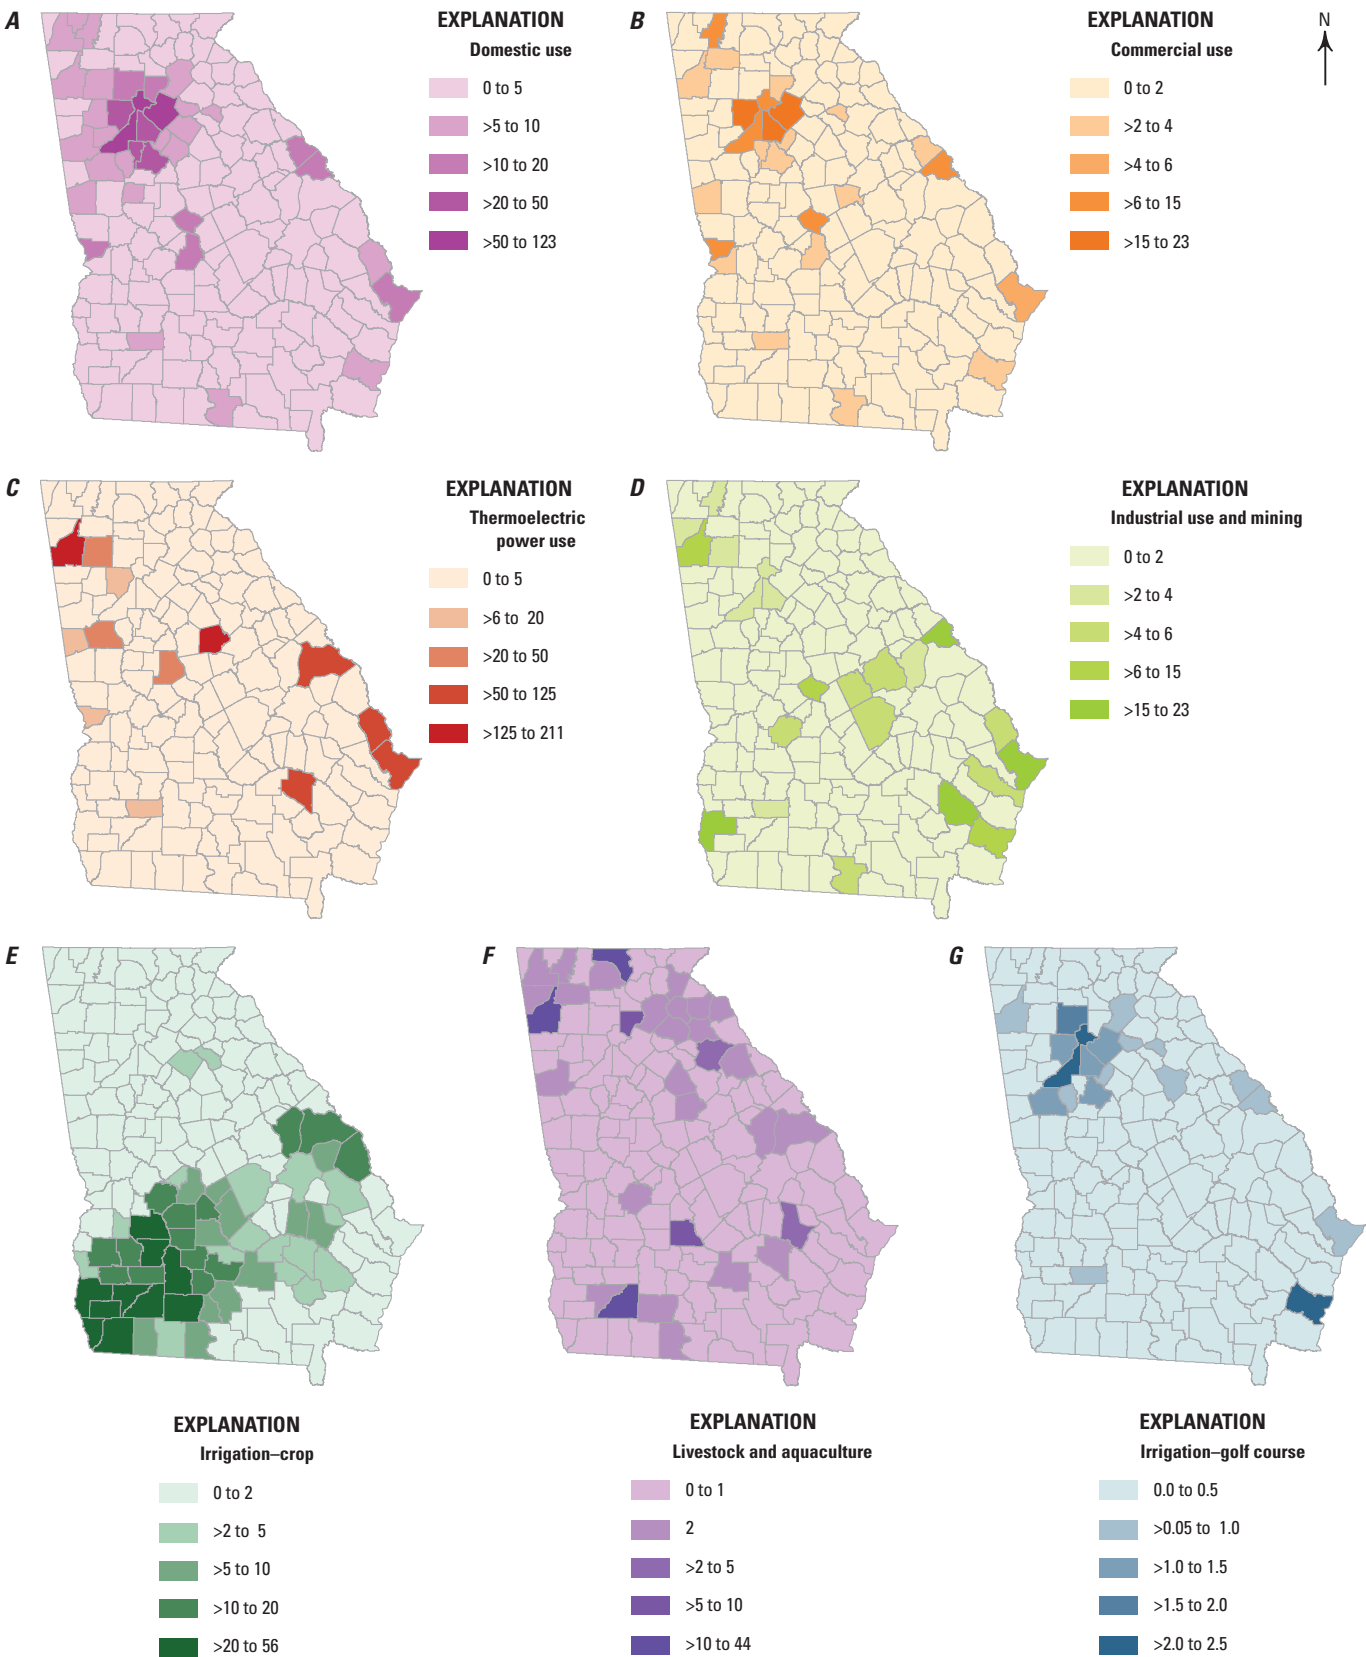 A
EXPLANATION
Domestic use
0 to 5
>5 to 10
>10 to 20
>20 to 50
>50 to 123
B
EXPLANATION
Commercial use
0 to 2
>2 to 4
>4 to 6
>6 to 15
>15 to 23
N
C
EXPLANATION
Thermoelectric
power use
0 to 5
>6 to 20
>20 to 50
>50 to 125
>125 to 211
D
EXPLANATION
Industrial use and mining
0 to 2
>2 to 4
>4 to 6
>6 to 15
>15 to 23
E
EXPLANATION
Irrigation–crop
0 to 2
>2 to 5
>5 to 10
>10 to 20
>20 to 56
F
EXPLANATION
Livestock and aquaculture
0 to 1
2
>2 to 5
>5 to 10
>10 to 44
G
EXPLANATION
Irrigation–golf course
0.0 to 0.5
>0.05 to 1.0
>1.0 to 1.5
>1.5 to 2.0
>2.0 to 2.5